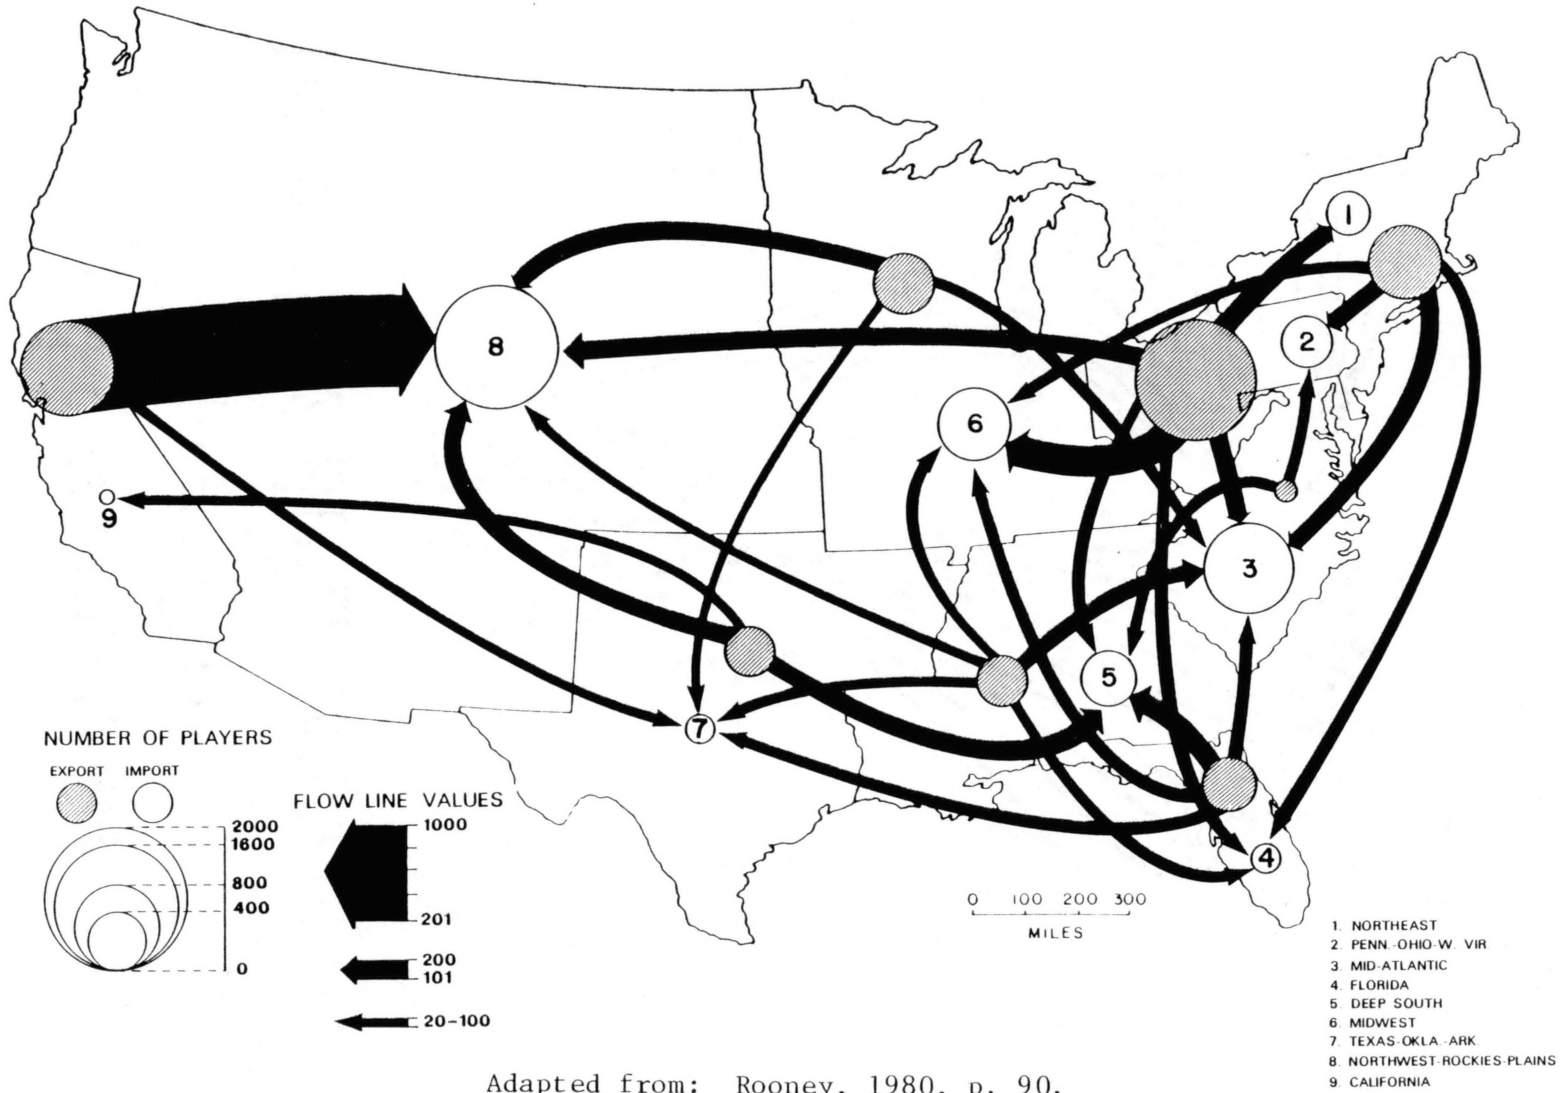 1
2
8
6
9
3
5
7
4
NUMBER OF PLAYERS
EXPORT IMPORT
2000
1600
800
400
0
FLOW LINE VALUES
1000
201
200
101
20-100
0 100 200 300
MILES
1. NORTHEAST
2. PENN.-OHIO-W. VIR.
3. MID-ATLANTIC
4. FLORIDA
5. DEEP SOUTH
6. MIDWEST
7. TEXAS-OKLA.-ARK.
8. NORTHWEST-ROCKIES-PLAINS
9. CALIFORNIA
Adapted from: Rooney, 1980, p. 90.